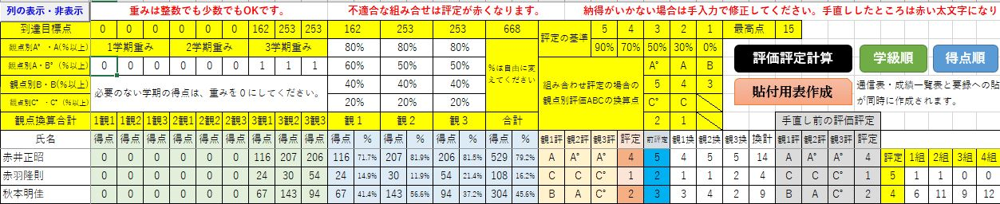 列の表示・非表示 重みは整数でも少数でもOKです。 不適合な組み合せは評定が赤くなります。 納得がいかない場合は手入力で修正してください。手直ししたところは赤い太文字になり
到達目標点 0 0 0 0 0 0 162 253 253 162 253 253 668 評定の基準 5 4 3 2 1 最高点 15
観点別A°・A(%以上) 1学期重み 2学期重み 3学期重み 80% 80% 80% 90% 70% 50% 30% 0%
観点別A・B°(%以上) 0 0 0 0 0 0 1 1 1 60% 50% 50% %は自由に変えてください 組み合わせ評定の場合の観点別評価ABCの換算点 A° A B 評価評定計算 学級順 得点順
観点別B・B(%以上) 必要のない学期の得点は、重みを0にしてください。 40% 40% 40% 5 4 3 貼付用表作成 通信表・成績一覧表と要録への貼
観点別C°・C°(%以上) 20% 20% 20% C° C が同時に作成されます。
観点換算合計 1観1 1観2 1観3 2観1 2観2 2観3 3観1 3観2 3観3 観1 観2 観3 合計 2 1 手直し前の評価評定
氏名 得点 得点 得点 得点 得点 得点 得点 得点 得点 得点 % 得点 % 得点 % 得点 % 観1評 観2評 観3評 評定 前評定 観1換 観2換 観3換 換計 観1評 観2評 観3評 評定
赤井正昭 0 0 0 0 0 0 116 207 206 116 71.7% 207 81.9% 206 81.5% 529 79.2% A A° A° 4 5 4 5 5 14 A A° A° 4 評定 1組 2組 3組 4組
赤羽隆則 0 0 0 0 0 0 24 30 54 24 14.9% 30 11.9% 54 21.4% 108 16.2% C C C° 1 2 1 1 2 4 C C C° 1 5 1 1 0 0
秋本明佳 0 0 0 0 0 0 67 143 94 67 41.4% 143 56.6% 94 37.2% 304 45.6% B A C° 2 3 3 4 2 9 B A C° 2 4 6 11 9 12